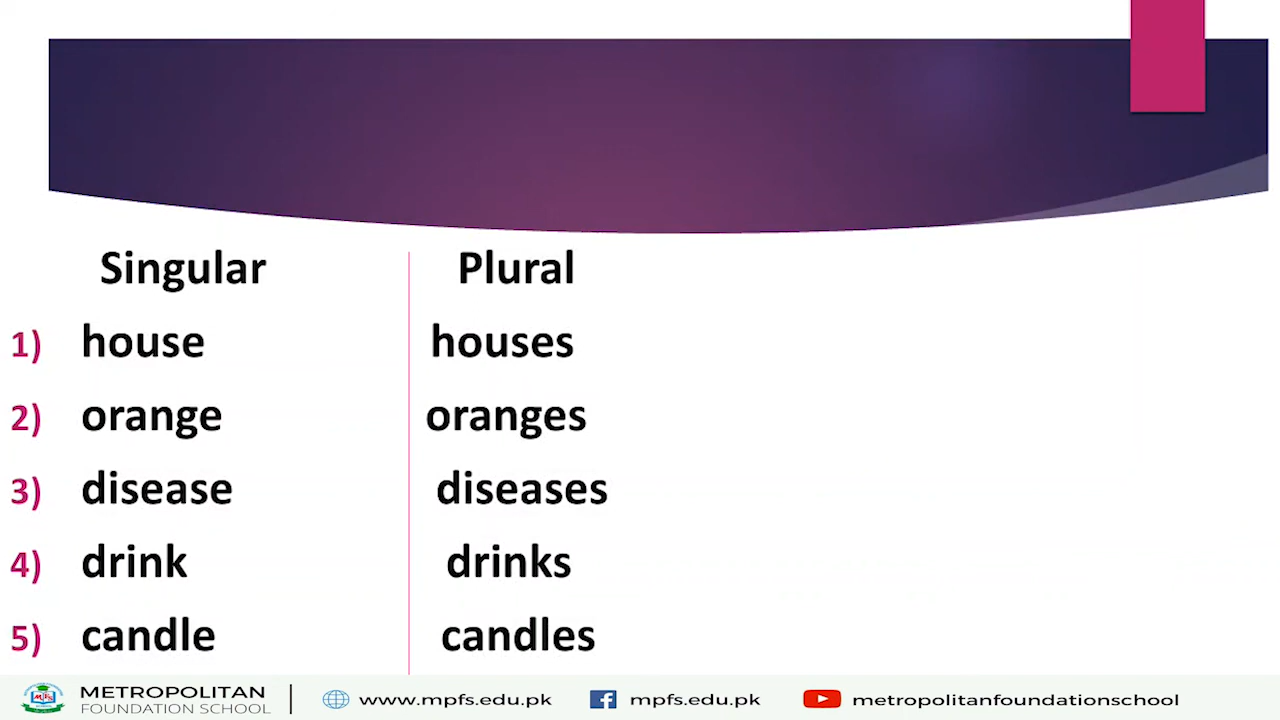 Singular Plural
1) house houses
2) orange oranges
3) disease diseases
4) drink drinks
5) candle candles
METROPOLITAN
FOUNDATION SCHOOL
www.mpfs.edu.pk
mpfs.edu.pk
metropolitanfoundationschool